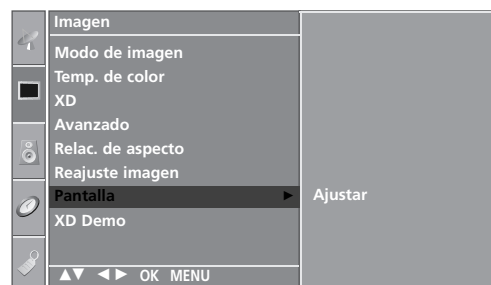 Imagen
Modo de imagen
Temp. de color
XD
Avanzado
Relac. de aspecto
Reajuste imagen
Pantalla ► Ajustar
XD Demo
▲▼ ◄► OK MENU